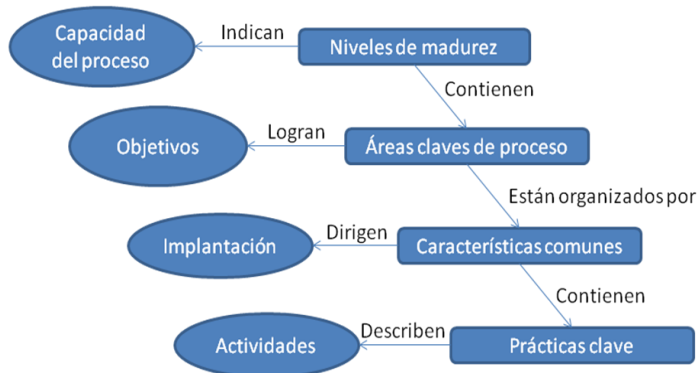 Capacidad
del proceso
Indican
Niveles de madurez
Contienen
Objetivos
Logran
Áreas claves de proceso
Están organizados por
Implantación
Dirigen
Características comunes
Contienen
Actividades
Describen
Prácticas clave